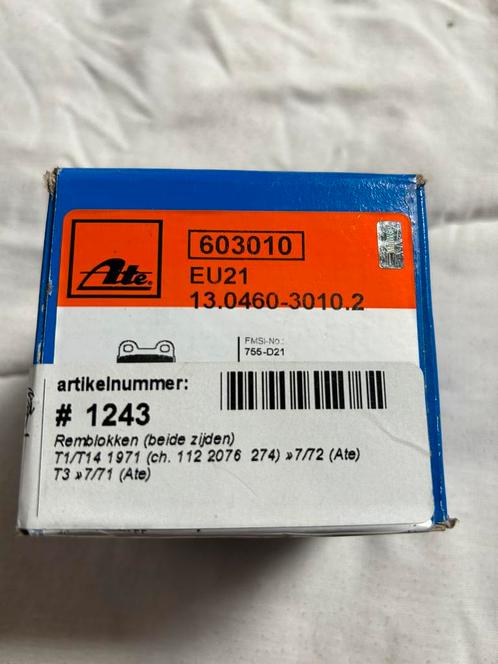 Ate
603010
EU21
13.0460-3010.2
FMSI-No.:
755-D21
artikelnummer:
# 1243
Remblokken (beide zijden)
T1/T14 1971 (ch. 112 2076 274) »7/72 (Ate)
T3 »7/71 (Ate)